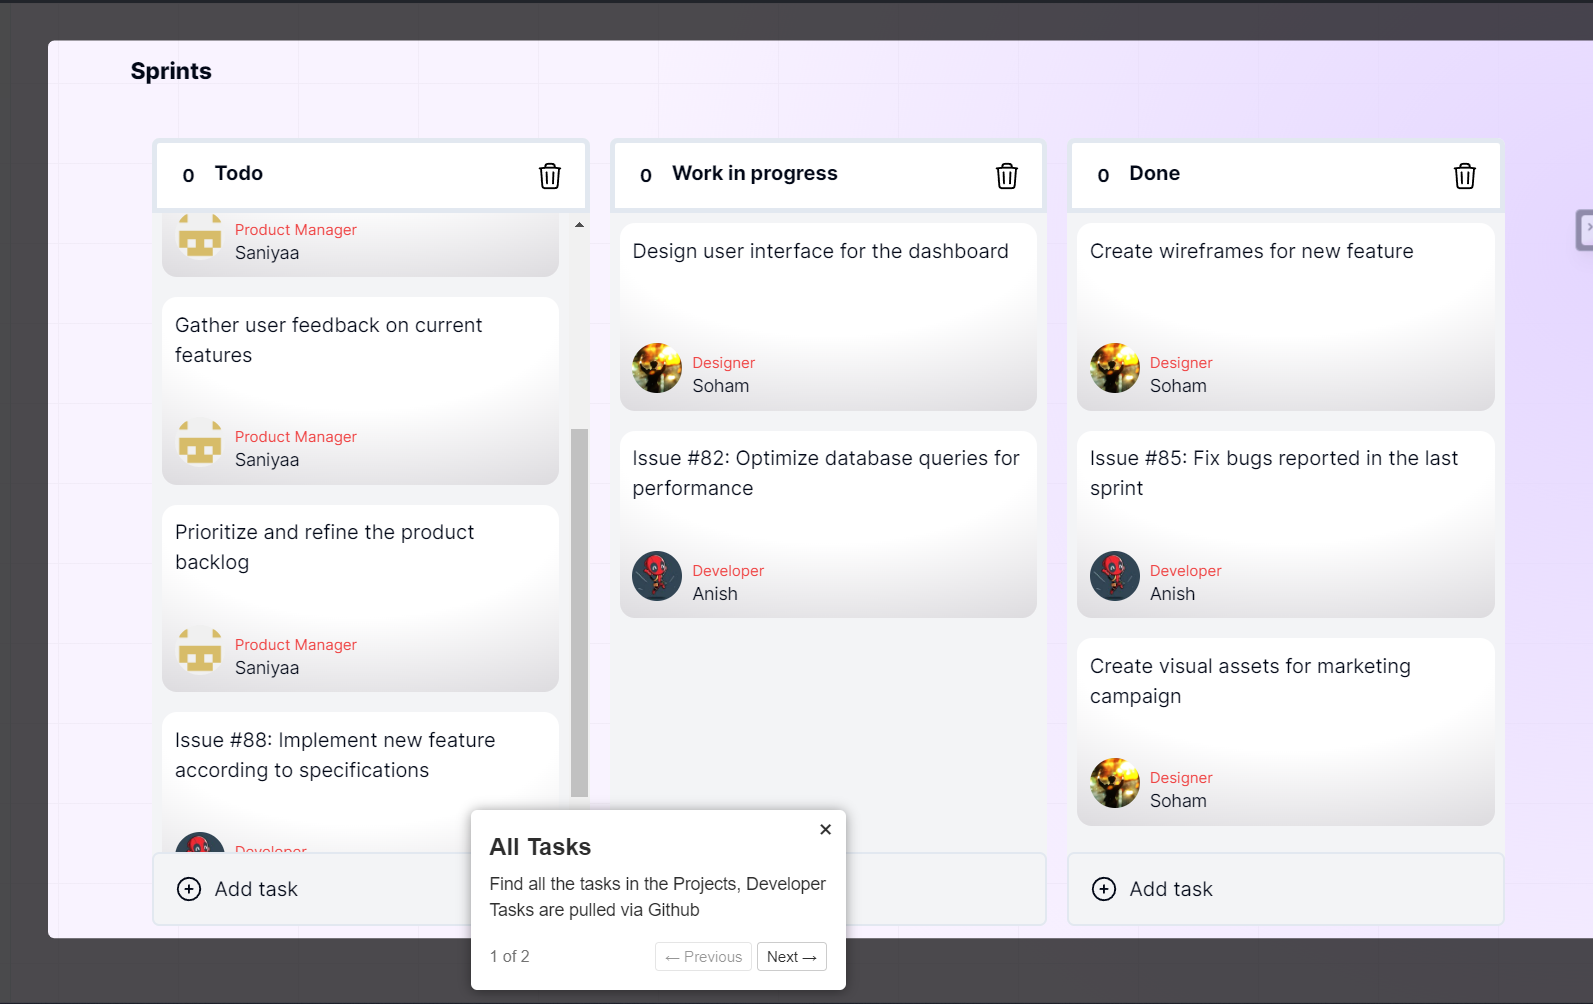 Sprints
0 Todo
Product Manager
Saniyaa
Gather user feedback on current
features
Product Manager
Saniyaa
Prioritize and refine the product
backlog
Product Manager
Saniyaa
Issue #88: Implement new feature
according to specifications
Developer
Add task
0 Work in progress
Design user interface for the dashboard
Designer
Soham
Issue #82: Optimize database queries for
performance
Developer
Anish
0 Done
Create wireframes for new feature
Designer
Soham
Issue #85: Fix bugs reported in the last
sprint
Developer
Anish
Create visual assets for marketing
campaign
Designer
Soham
Add task
All Tasks
Find all the tasks in the Projects, Developer
Tasks are pulled via Github
1 of 2
← Previous
Next →